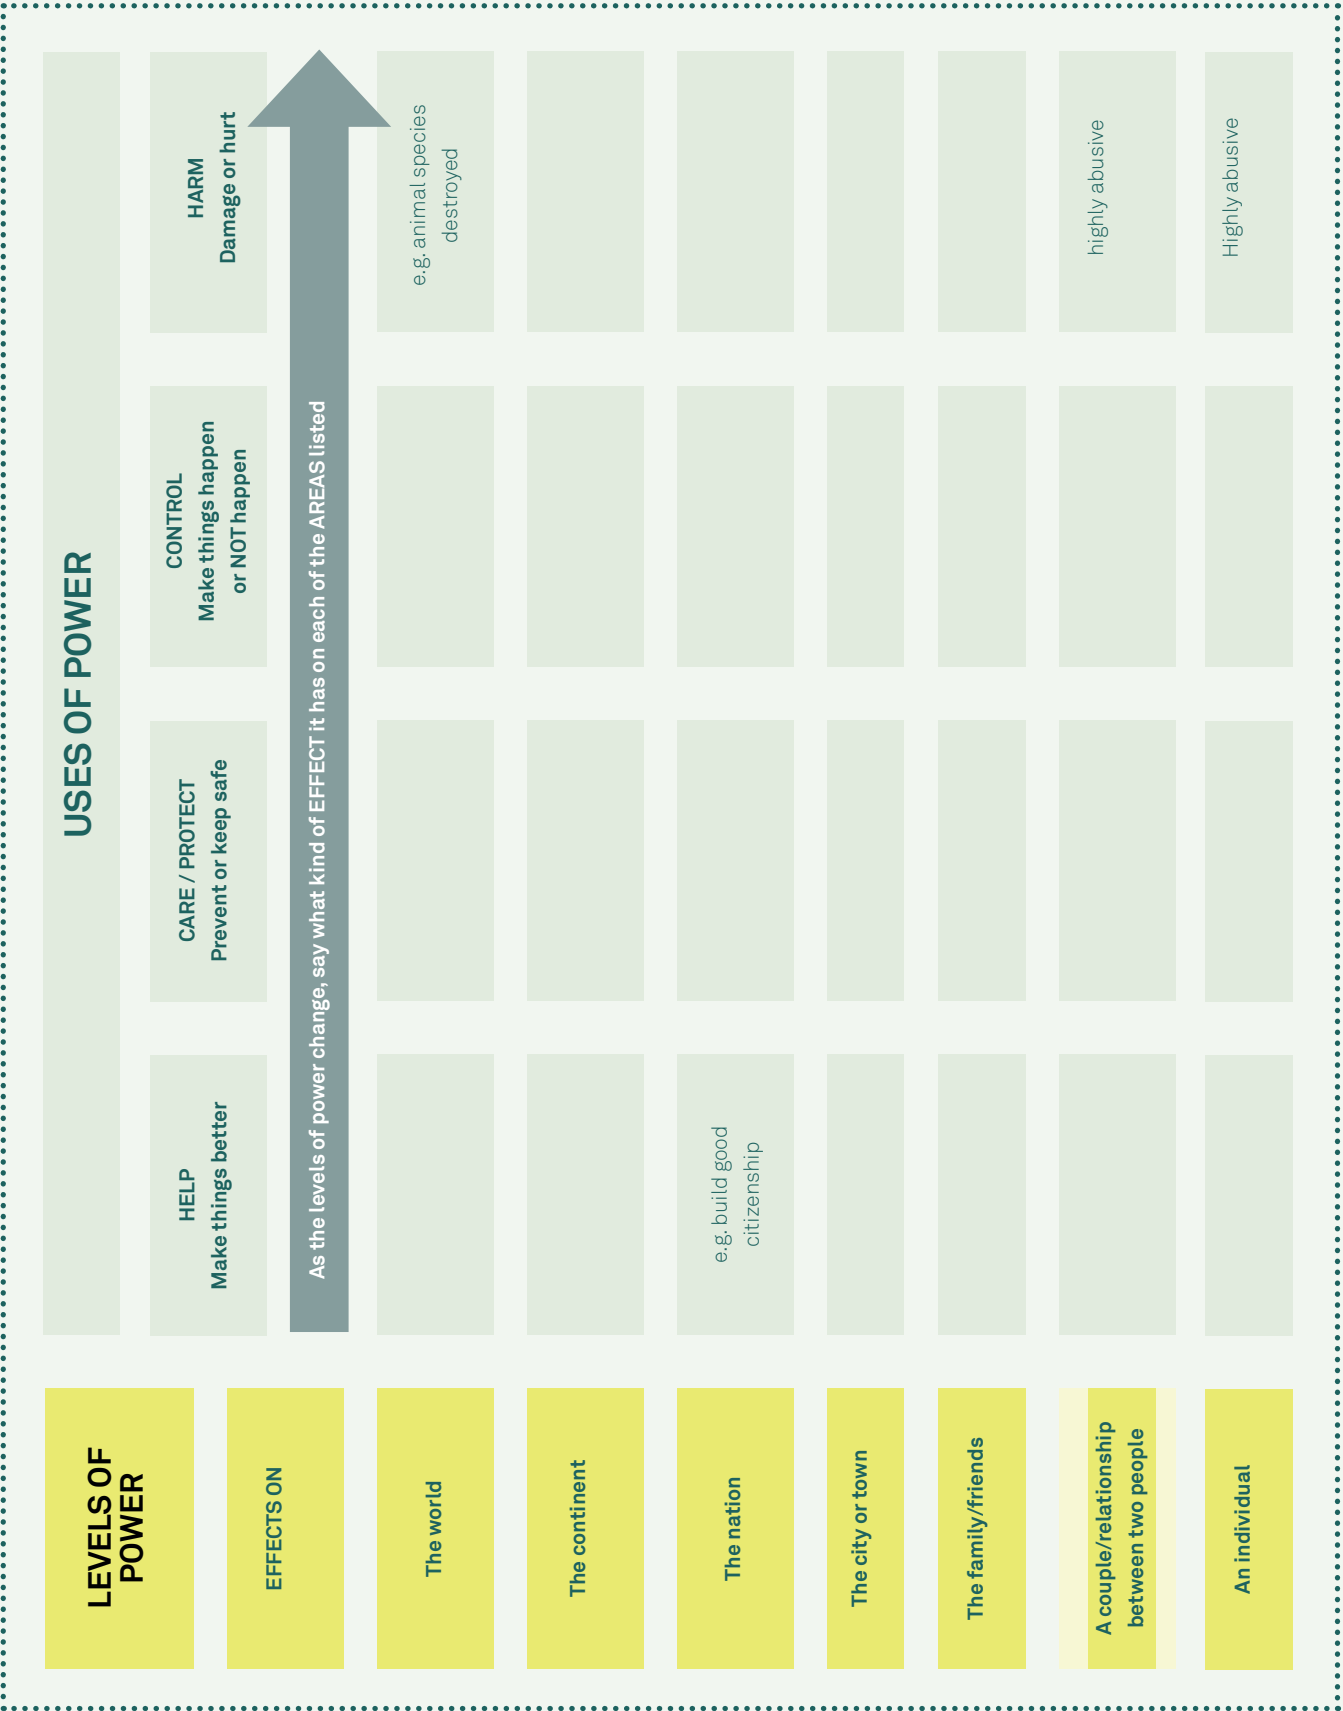 LEVELS OF
POWER
USES OF POWER
EFFECTS ON
HELP
Make things better
CARE / PROTECT
Prevent or keep safe
CONTROL
Make things happen
or NOT happen
HARM
Damage or hurt
As the levels of power change, say what kind of EFFECT it has on each of the AREAS listed
The world
e.g. animal species
destroyed
The continent
The nation
e.g. build good
citizenship
The city or town
The family/friends
A couple/relationship
between two people
highly abusive
An individual
Highly abusive